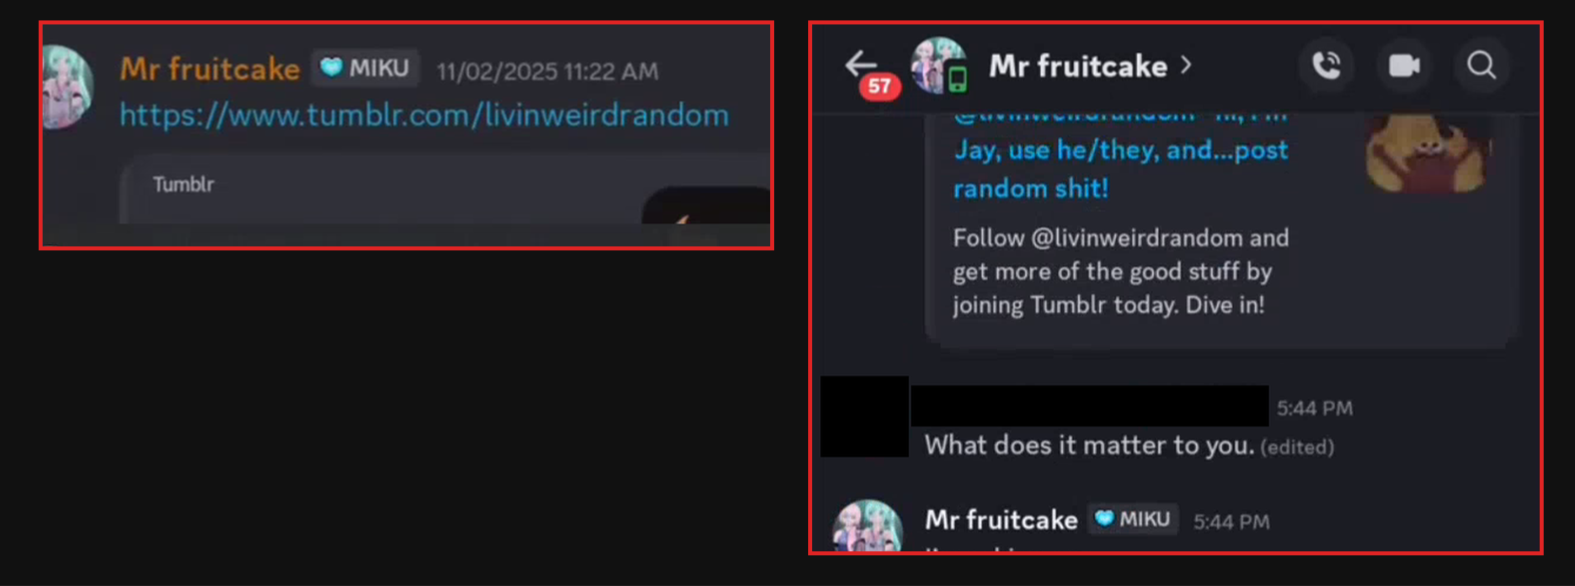 Mr fruitcake MIKU 11/02/2025 11:22 AM
https://www.tumblr.com/livinweirdrandom
Tumblr
57 Mr fruitcake >
@livinweirdrandom - hi, I'm
Jay, use he/they, and...post
random shit!
Follow @livinweirdrandom and
get more of the good stuff by
joining Tumblr today. Dive in!
5:44 PM
What does it matter to you. (edited)
Mr fruitcake MIKU 5:44 PM